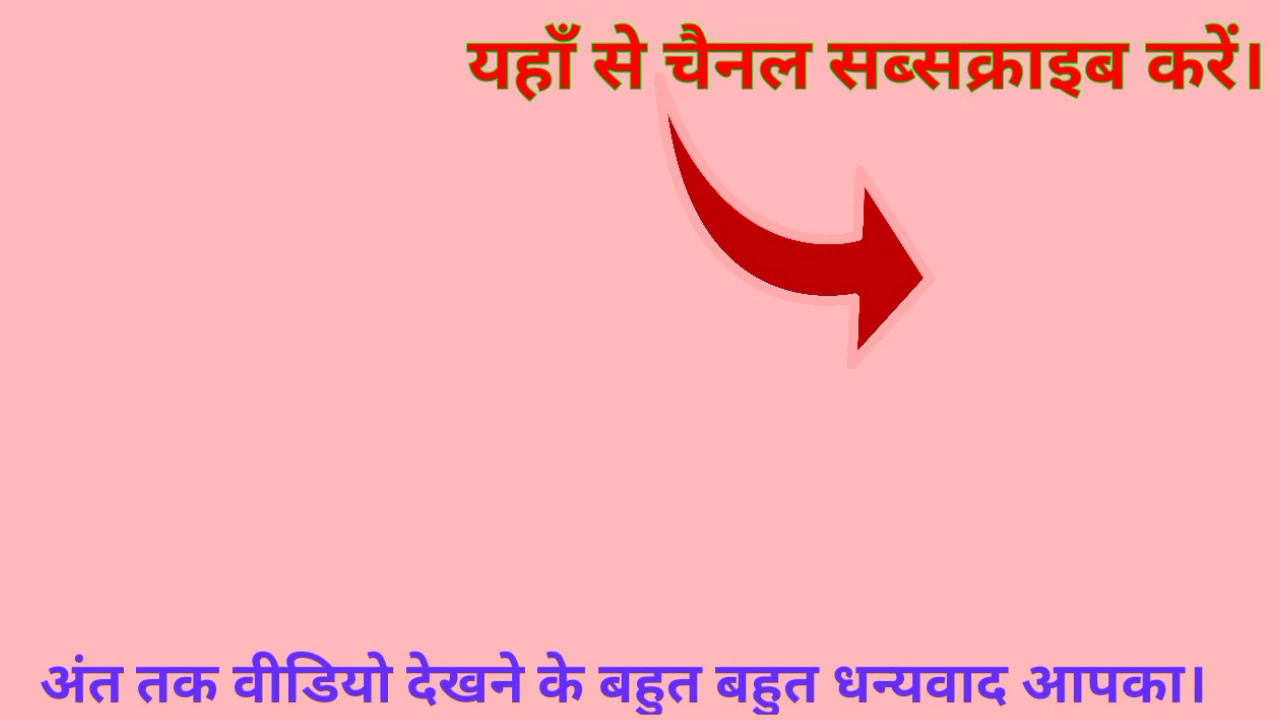 यहाँ से चैनल सब्सक्राइब करें।
अंत तक वीडियो देखने के बहुत बहुत धन्यवाद आपका।